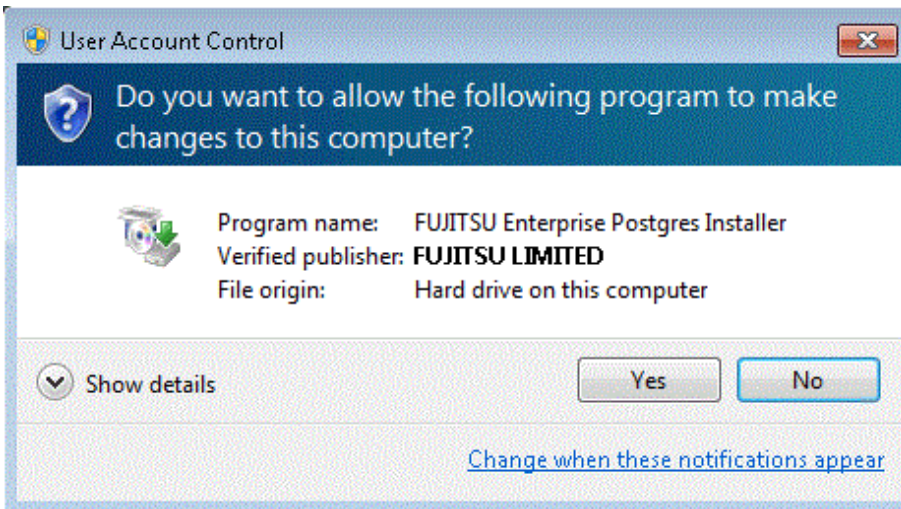 User Account Control
Do you want to allow the following program to make
changes to this computer?
Program name: FUJITSU Enterprise Postgres Installer
Verified publisher: FUJITSU LIMITED
File origin: Hard drive on this computer
Show details
Yes
No
Change when these notifications appear